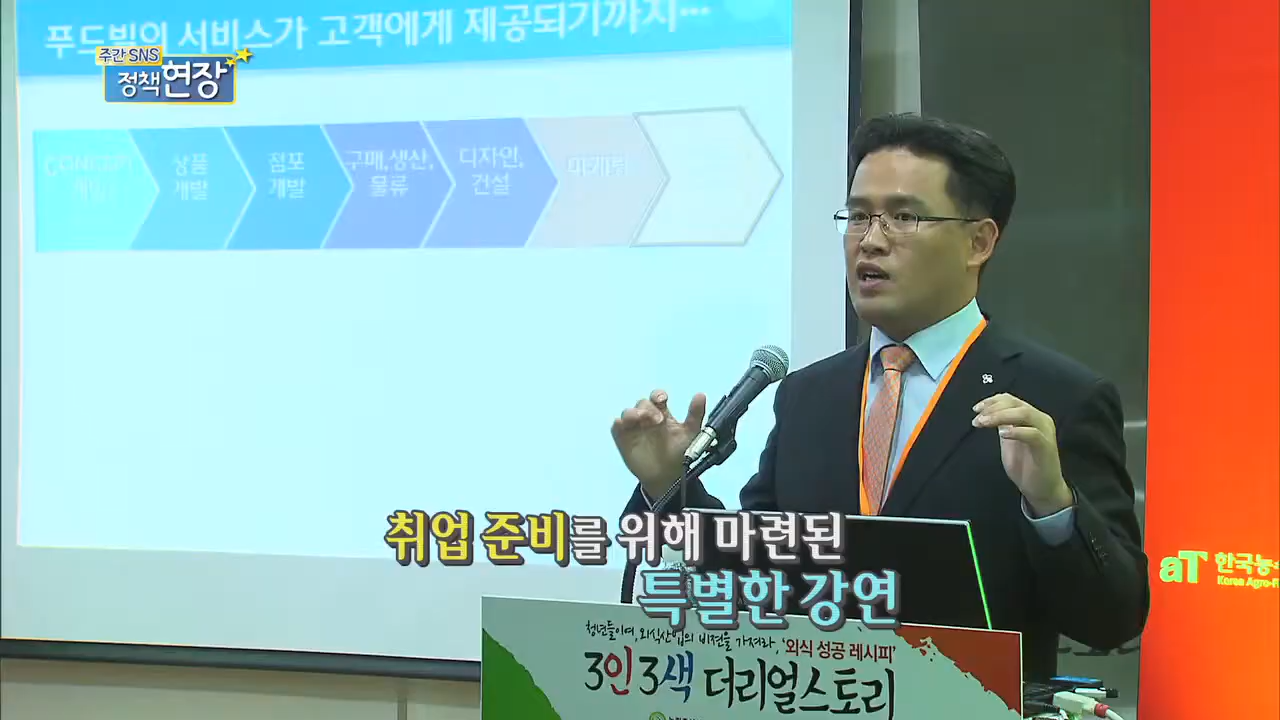 푸드빌의 서비스가 고객에게 제공되기까지…
주간 SNS
정책현장
CONCEPT
개발
상품
개발
점포
개발
구매,생산,
물류
디자인,
건설
마케팅
취업 준비를 위해 마련된
특별한 강연
청년들이여, 외식산업의 비전을 가져라, '외식 성공 레시피'
3인 3색 더리얼스토리
aT 한국농
Korea Agro-F